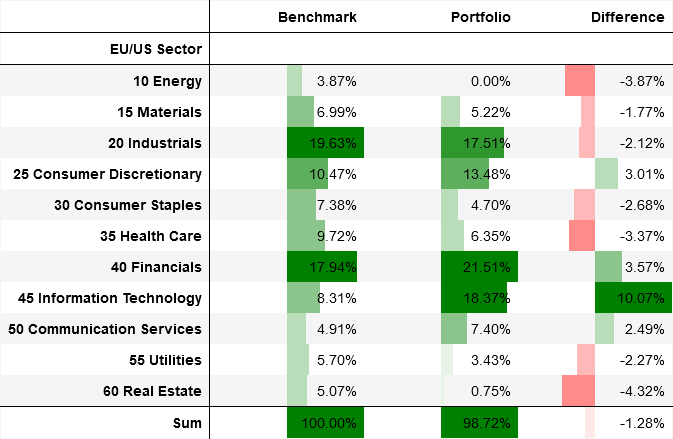 Benchmark Portfolio Difference
EU/US Sector
10 Energy 3.87% 0.00% -3.87%
15 Materials 6.99% 5.22% -1.77%
20 Industrials 19.63% 17.51% -2.12%
25 Consumer Discretionary 10.47% 13.48% 3.01%
30 Consumer Staples 7.38% 4.70% -2.68%
35 Health Care 9.72% 6.35% -3.37%
40 Financials 17.94% 21.51% 3.57%
45 Information Technology 8.31% 18.37% 10.07%
50 Communication Services 4.91% 7.40% 2.49%
55 Utilities 5.70% 3.43% -2.27%
60 Real Estate 5.07% 0.75% -4.32%
Sum 100.00% 98.72% -1.28%